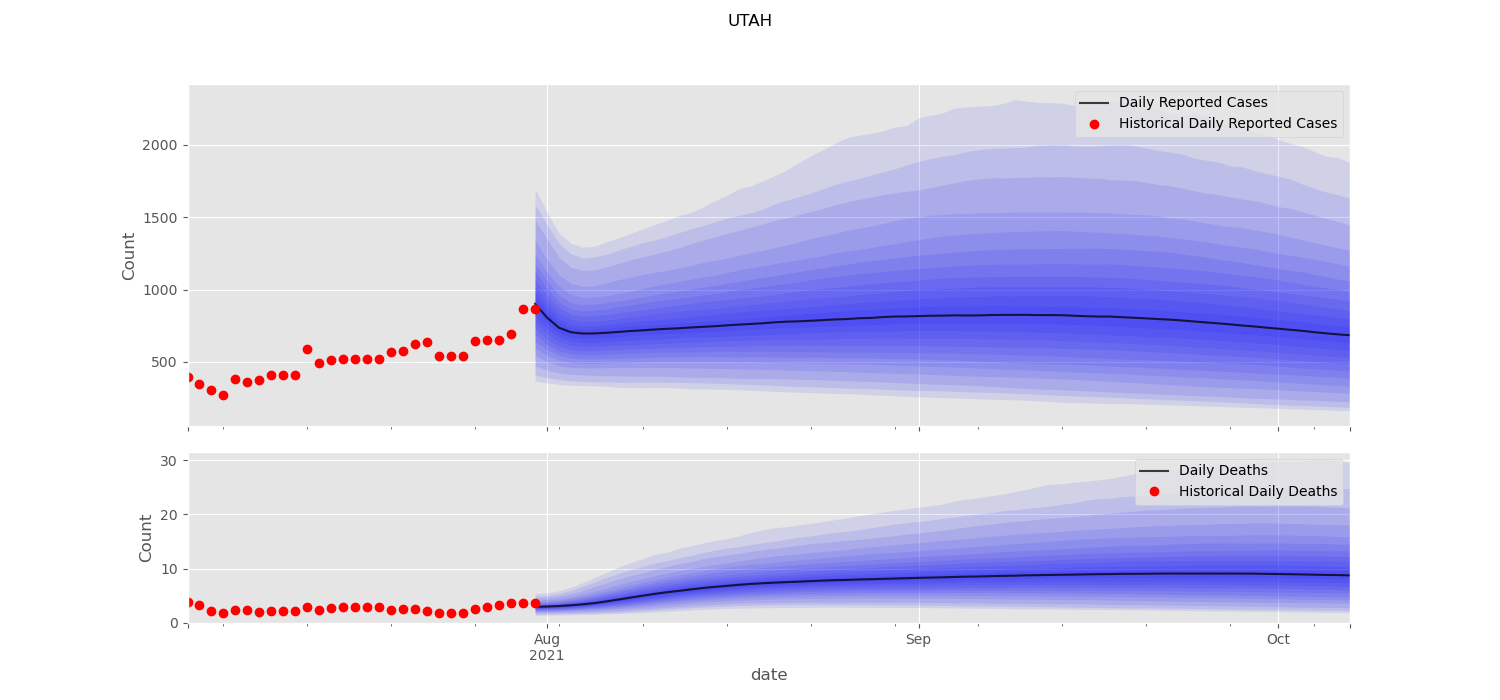 UTAH
Count
2000
1500
1000
500
Daily Reported Cases
Historical Daily Reported Cases
Count
30
20
10
0
Daily Deaths
Historical Daily Deaths
Aug
2021
Sep
Oct
date